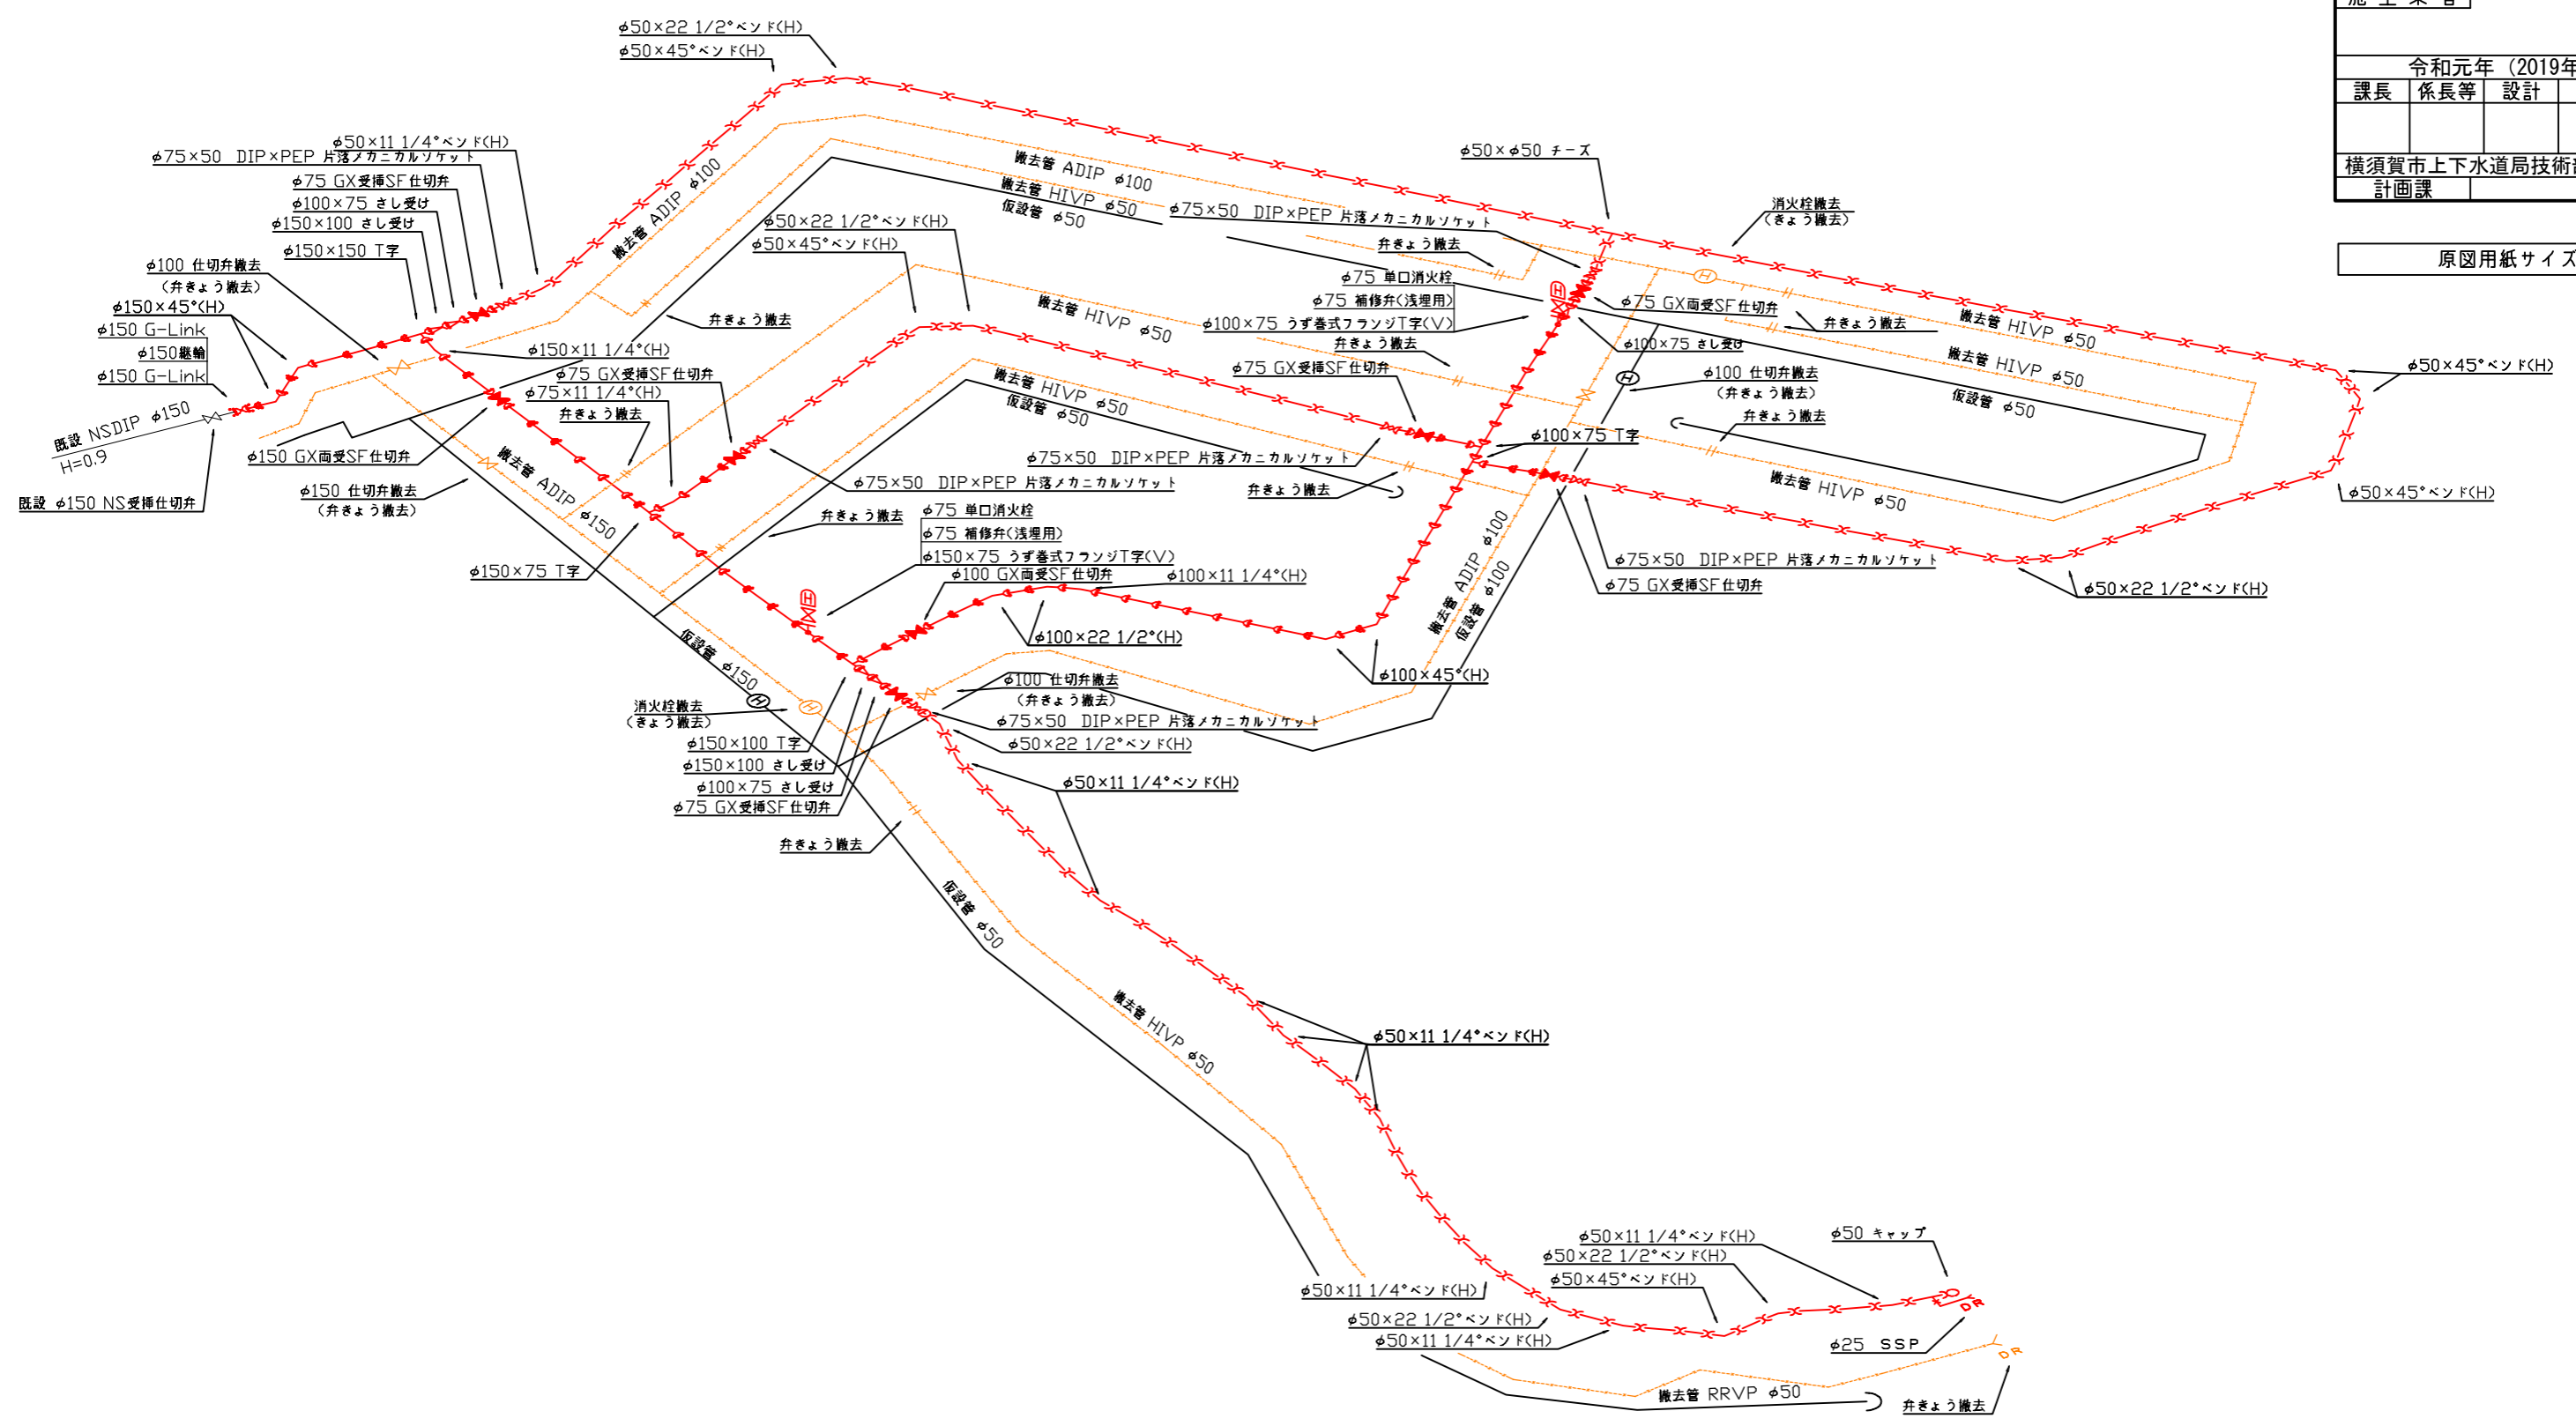 令和元年（2019年
課長 係長等 設計
横須賀市上下水道局技術部
計画課
原図用紙サイズ
φ50×22 1/2°ベンド(H)
φ50×45°ベンド(H)
φ50×11 1/4°ベンド(H)
φ75×50 DIP×PEP 片落メカニカルソケット
φ75 GX受挿SF仕切弁
φ100×75 さし受け
φ150×100 さし受け
φ150×150 T字
φ100 仕切弁撤去
(弁きょう撤去)
φ150×45°(H)
φ150 G-Link
φ150継輪
φ150 G-Link
既設 NSDIP φ150
H=0.9
既設 φ150 NS受挿仕切弁
撤去管 ADIP φ100
撤去管 ADIP φ100
撤去管 HIVP φ50
仮設管 φ50
φ75×50 DIP×PEP 片落メカニカルソケット
φ50×φ50 チーズ
消火栓撤去
(きょう撤去)
弁きょう撤去
φ50×22 1/2°ベンド(H)
φ50×45°ベンド(H)
弁きょう撤去
撤去管 HIVP φ50
φ75 単口消火栓
φ75 補修弁(浅埋用)
φ100×75 うず巻式フランジT字(V)
φ75 GX両受SF仕切弁
弁きょう撤去
撤去管 HIVP φ50
φ100×75 さし受け
弁きょう撤去
撤去管 HIVP φ50
φ50×45°ベンド(H)
φ150×11 1/4°(H)
φ75 GX受挿SF仕切弁
φ75×11 1/4°(H)
弁きょう撤去
撤去管 HIVP φ50
仮設管 φ50
φ75 GX受挿SF仕切弁
φ100 仕切弁撤去
(弁きょう撤去)
弁きょう撤去
仮設管 φ50
φ100×75 T字
φ150 GX両受SF仕切弁
φ150 仕切弁撤去
(弁きょう撤去)
撤去管 ADIP φ150
φ75×50 DIP×PEP 片落メカニカルソケット
φ75×50 DIP×PEP 片落メカニカルソケット
弁きょう撤去
撤去管 HIVP φ50
φ50×45°ベンド(H)
弁きょう撤去
φ75 単口消火栓
φ75 補修弁(浅埋用)
φ150×75 うず巻式フランジT字(V)
φ150×75 T字
φ100 GX両受SF仕切弁
φ100×11 1/4°(H)
撤去管 ADIP φ100
仮設管 φ100
φ75×50 DIP×PEP 片落メカニカルソケット
φ75 GX受挿SF仕切弁
φ50×22 1/2°ベンド(H)
φ100×22 1/2°(H)
φ100×45°(H)
仮設管 φ150
φ100 仕切弁撤去
(弁きょう撤去)
消火栓撤去
(きょう撤去)
φ75×50 DIP×PEP 片落メカニカルソケット
φ50×22 1/2°ベンド(H)
φ150×100 T字
φ150×100 さし受け
φ100×75 さし受け
φ75 GX受挿SF仕切弁
φ50×11 1/4°ベンド(H)
弁きょう撤去
仮設管 φ50
撤去管 HIVP φ50
φ50×11 1/4°ベンド(H)
φ50×11 1/4°ベンド(H)
φ50×22 1/2°ベンド(H)
φ50×45°ベンド(H)
φ50 キャップ
φ50×11 1/4°ベンド(H)
φ50×22 1/2°ベンド(H)
φ50×11 1/4°ベンド(H)
DR
φ25 SSP
DR
撤去管 RRVP φ50
弁きょう撤去
H
H
H
H
H
H